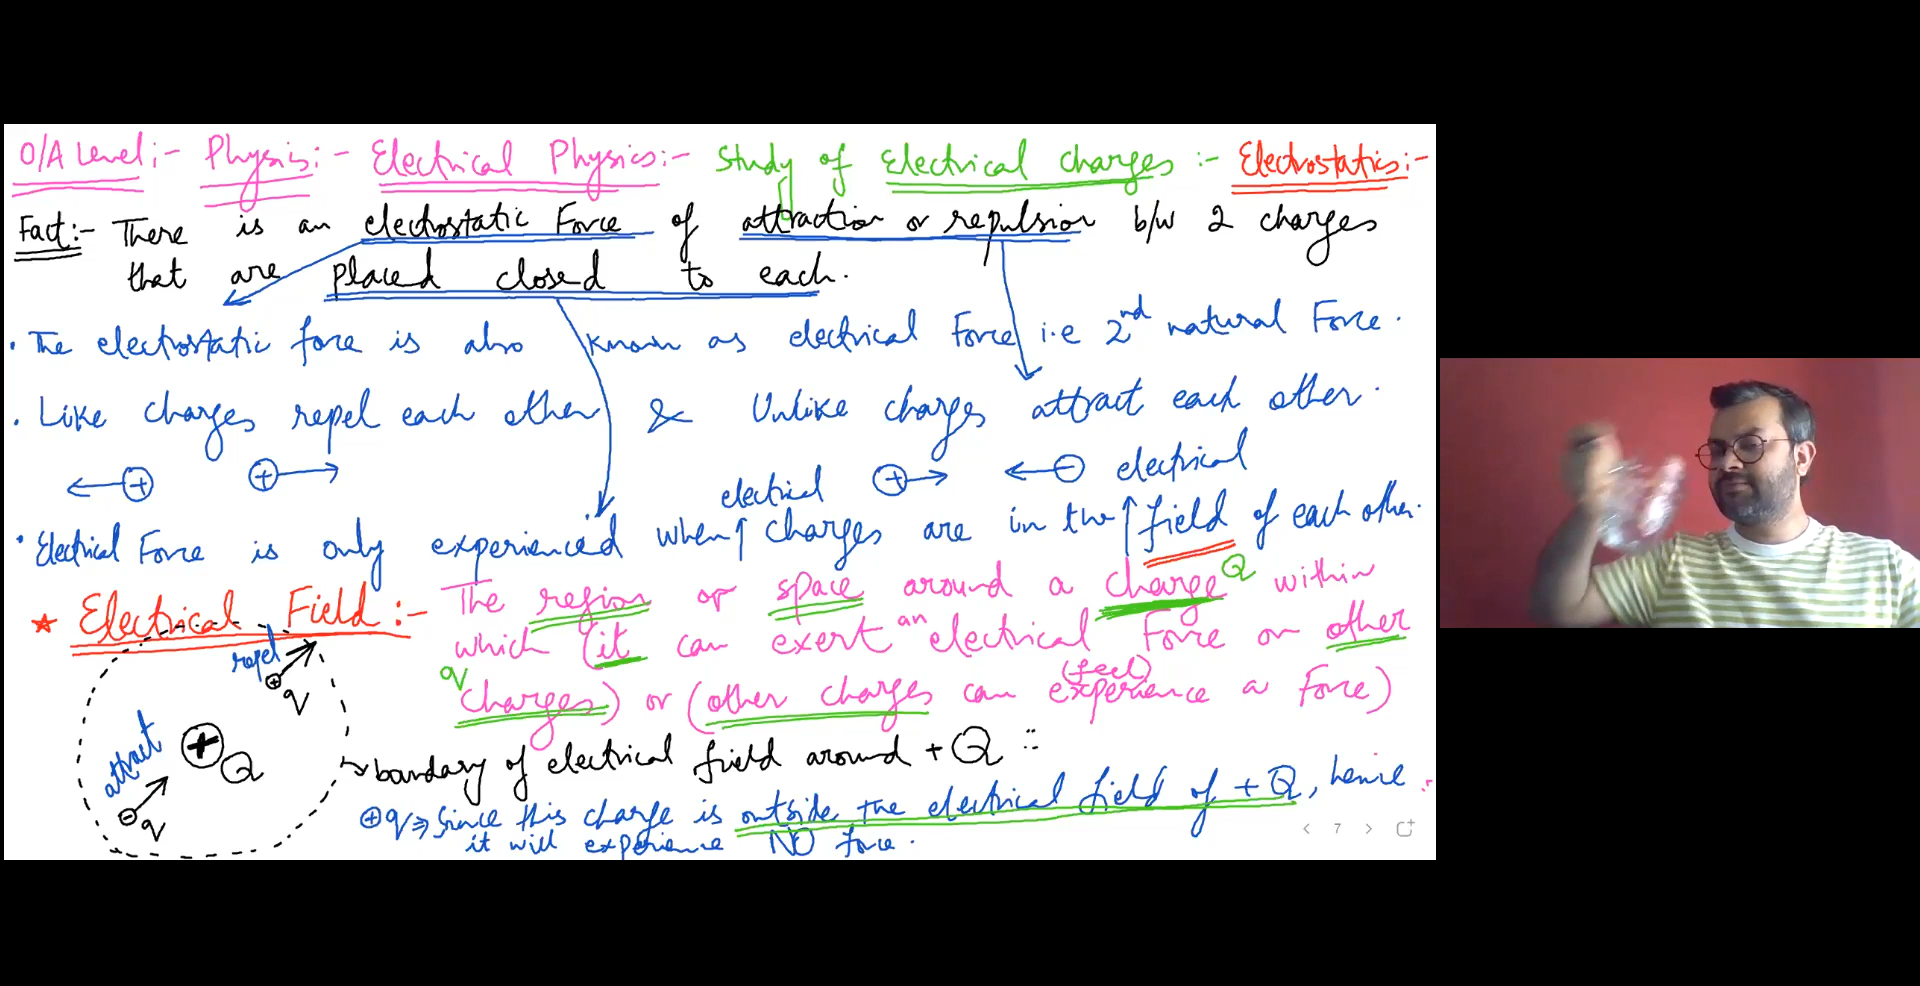 O/A Level:- Physis:- Electrical Physics:- Study of Electrical charges :- Electrostatics:-
Fact:- There is an electrostatic Force of attraction or repulsion b/w 2 charges
that are placed closed to each.
• The electrostatic force is also known as electrical Force i.e 2nd natural Force.
• Like charges repel each other & Unlike charges attract each other.
+ + + - electrical
electrical
• Electrical Force is only experienced when charges are in the field of each other.
* Electrical Field:- The region or space around a charge Q within
which (it can exert an electrical Force on other
q charges) or (other charges can experience a Force)
(feel)
repel
+ q
attract
+ Q
- q
boundary of electrical field around + Q ::
+ q => Since this charge is outside the electrical field of + Q, hence
it will experience NO force.
< 7 >